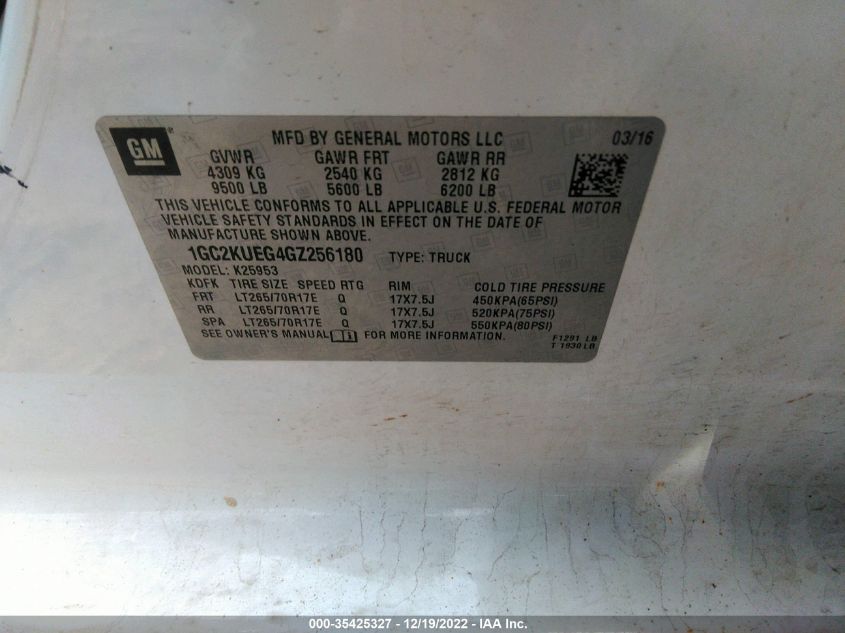 GM
MFD BY GENERAL MOTORS LLC 03/16
GVWR GAWR FRT GAWR RR
4309 KG 2540 KG 2812 KG
9500 LB 5600 LB 6200 LB
THIS VEHICLE CONFORMS TO ALL APPLICABLE U.S. FEDERAL MOTOR
VEHICLE SAFETY STANDARDS IN EFFECT ON THE DATE OF
MANUFACTURE SHOWN ABOVE.
1GC2KUEG4GZ256180 TYPE: TRUCK
MODEL: K25953
KDFK TIRE SIZE SPEED RTG RIM COLD TIRE PRESSURE
FRT LT265/70R17E Q 17X7.5J 450KPA(65PSI)
RR LT265/70R17E Q 17X7.5J 520KPA(75PSI)
SPA LT265/70R17E Q 17X7.5J 550KPA(80PSI)
SEE OWNER'S MANUAL FOR MORE INFORMATION.
F1291 LB
T 1930 LB
000-35425327 - 12/19/2022 - IAA Inc.